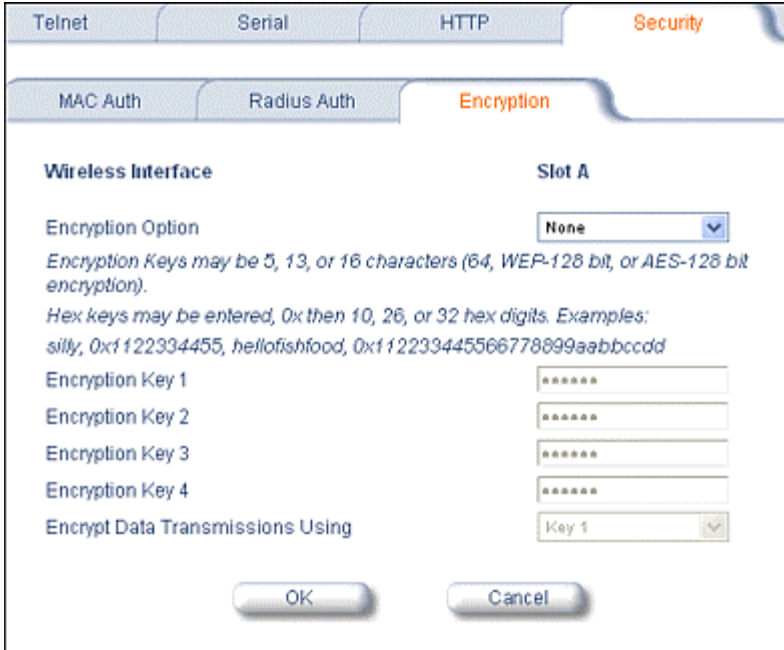 Telnet Serial HTTP Security
MAC Auth Radius Auth Encryption
Wireless Interface Slot A
Encryption Option None
Encryption Keys may be 5, 13, or 16 characters (64, WEP-128 bit, or AES-128 bit
encryption).
Hex keys may be entered, 0x then 10, 26, or 32 hex digits. Examples:
silly, 0x1122334455, hellofishfood, 0x112233445566778899aabbccdd
Encryption Key 1 ******
Encryption Key 2 ******
Encryption Key 3 ******
Encryption Key 4 ******
Encrypt Data Transmissions Using Key 1
OK Cancel